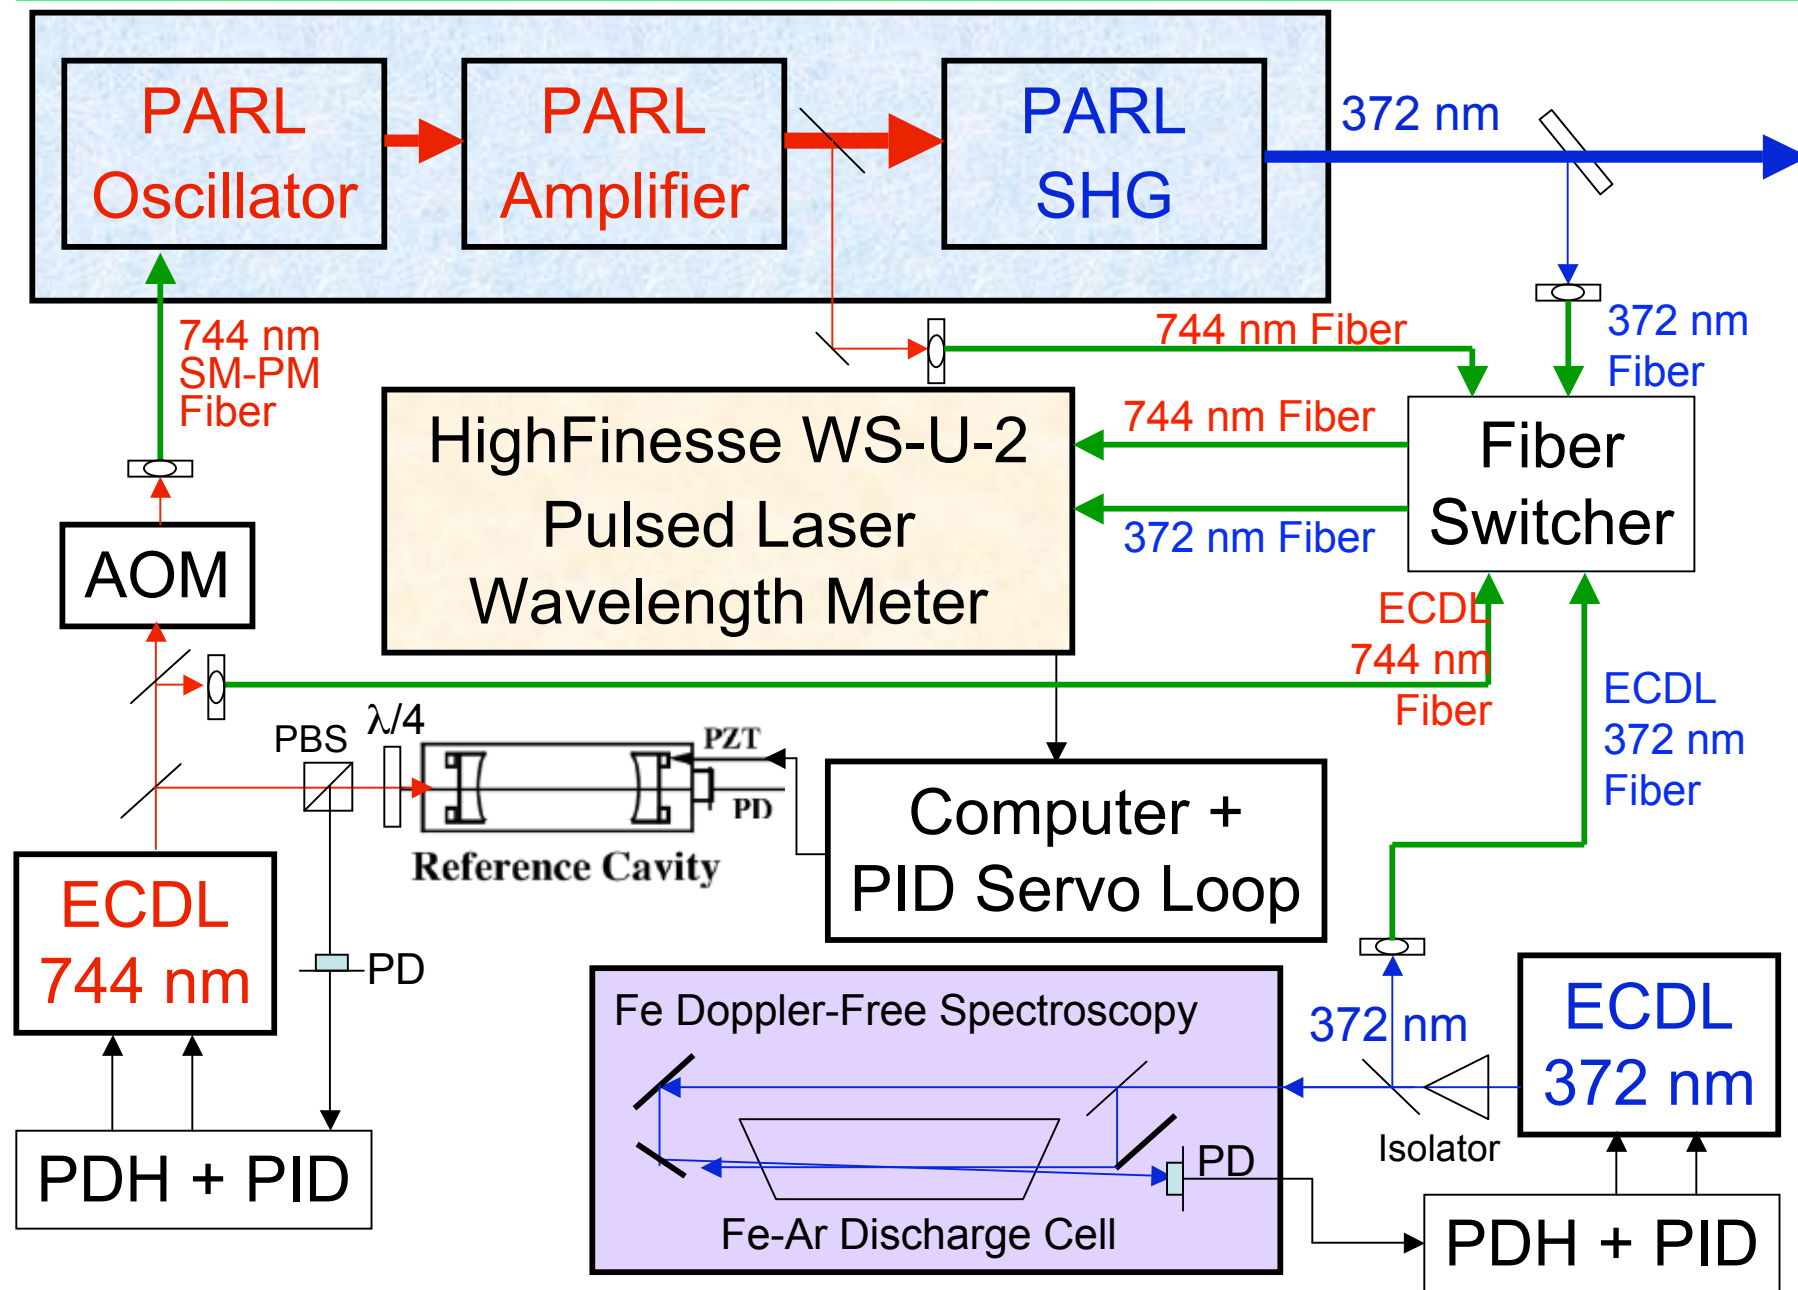 PARL
Oscillator
PARL
Amplifier
PARL
SHG
372 nm
744 nm
SM-PM
Fiber
744 nm Fiber
372 nm
Fiber
HighFinesse WS-U-2
Pulsed Laser
Wavelength Meter
744 nm Fiber
372 nm Fiber
Fiber
Switcher
AOM
ECDL
744 nm
Fiber
ECDL
372 nm
Fiber
PBS
λ/4
PZT
PD
Reference Cavity
Computer +
PID Servo Loop
ECDL
744 nm
PD
PDH + PID
Fe Doppler-Free Spectroscopy
PD
Fe-Ar Discharge Cell
372 nm
Isolator
ECDL
372 nm
PDH + PID